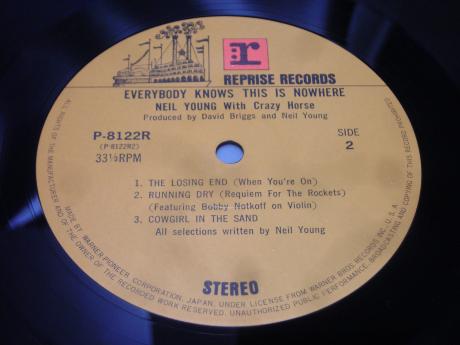 r
REPRISE RECORDS
EVERYBODY KNOWS THIS IS NOWHERE
NEIL YOUNG With Crazy Horse
Produced by David Briggs and Neil Young
P-8122R
(P-8122R2)
33⅓RPM
SIDE
2
1. THE LOSING END (When You're On)
2. RUNNING DRY (Requiem For The Rockets)
(Featuring Bobby Notkoff on Violin)
3. COWGIRL IN THE SAND
All selections written by Neil Young
STEREO
MADE BY WARNER-PIONEER CORPORATION, JAPAN, UNDER LICENSE FROM WARNER BROS. RECORDS INC. U.S.A.
ALL RIGHTS OF THE MANUFACTURER AND OF THE OWNER OF THE RECORDED WORK RESERVED. UNAUTHORIZED PUBLIC PERFORMANCE, BROADCASTING AND COPYING OF THIS RECORD PROHIBITED